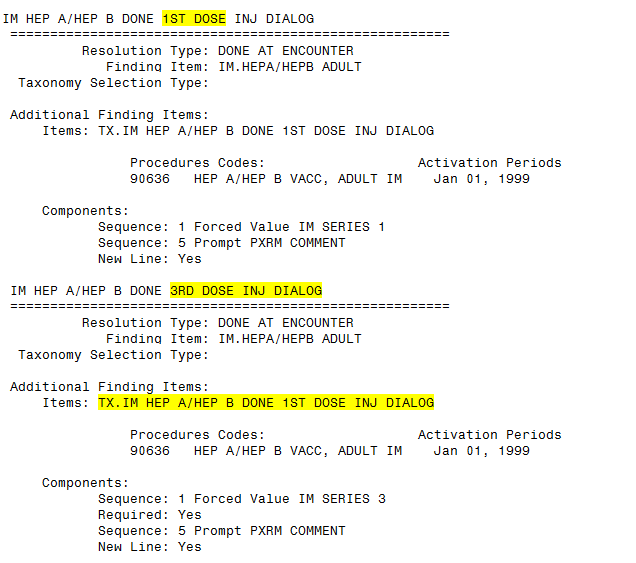 IM HEP A/HEP B DONE 1ST DOSE INJ DIALOG
=======================================================
Resolution Type: DONE AT ENCOUNTER
Finding Item: IM.HEPA/HEPB ADULT
Taxonomy Selection Type:
Additional Finding Items:
Items: TX.IM HEP A/HEP B DONE 1ST DOSE INJ DIALOG
Procedures Codes: Activation Periods
90636 HEP A/HEP B VACC, ADULT IM Jan 01, 1999
Components:
Sequence: 1 Forced Value IM SERIES 1
Sequence: 5 Prompt PXRM COMMENT
New Line: Yes
IM HEP A/HEP B DONE 3RD DOSE INJ DIALOG
=======================================================
Resolution Type: DONE AT ENCOUNTER
Finding Item: IM.HEPA/HEPB ADULT
Taxonomy Selection Type:
Additional Finding Items:
Items: TX.IM HEP A/HEP B DONE 1ST DOSE INJ DIALOG
Procedures Codes: Activation Periods
90636 HEP A/HEP B VACC, ADULT IM Jan 01, 1999
Components:
Sequence: 1 Forced Value IM SERIES 3
Required: Yes
Sequence: 5 Prompt PXRM COMMENT
New Line: Yes